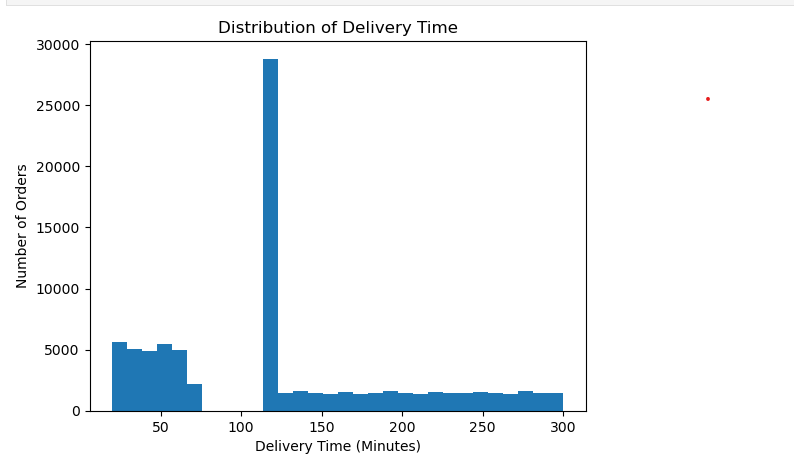 Distribution of Delivery Time
30000
25000
20000
15000
10000
5000
0
Number of Orders
50 100 150 200 250 300
Delivery Time (Minutes)